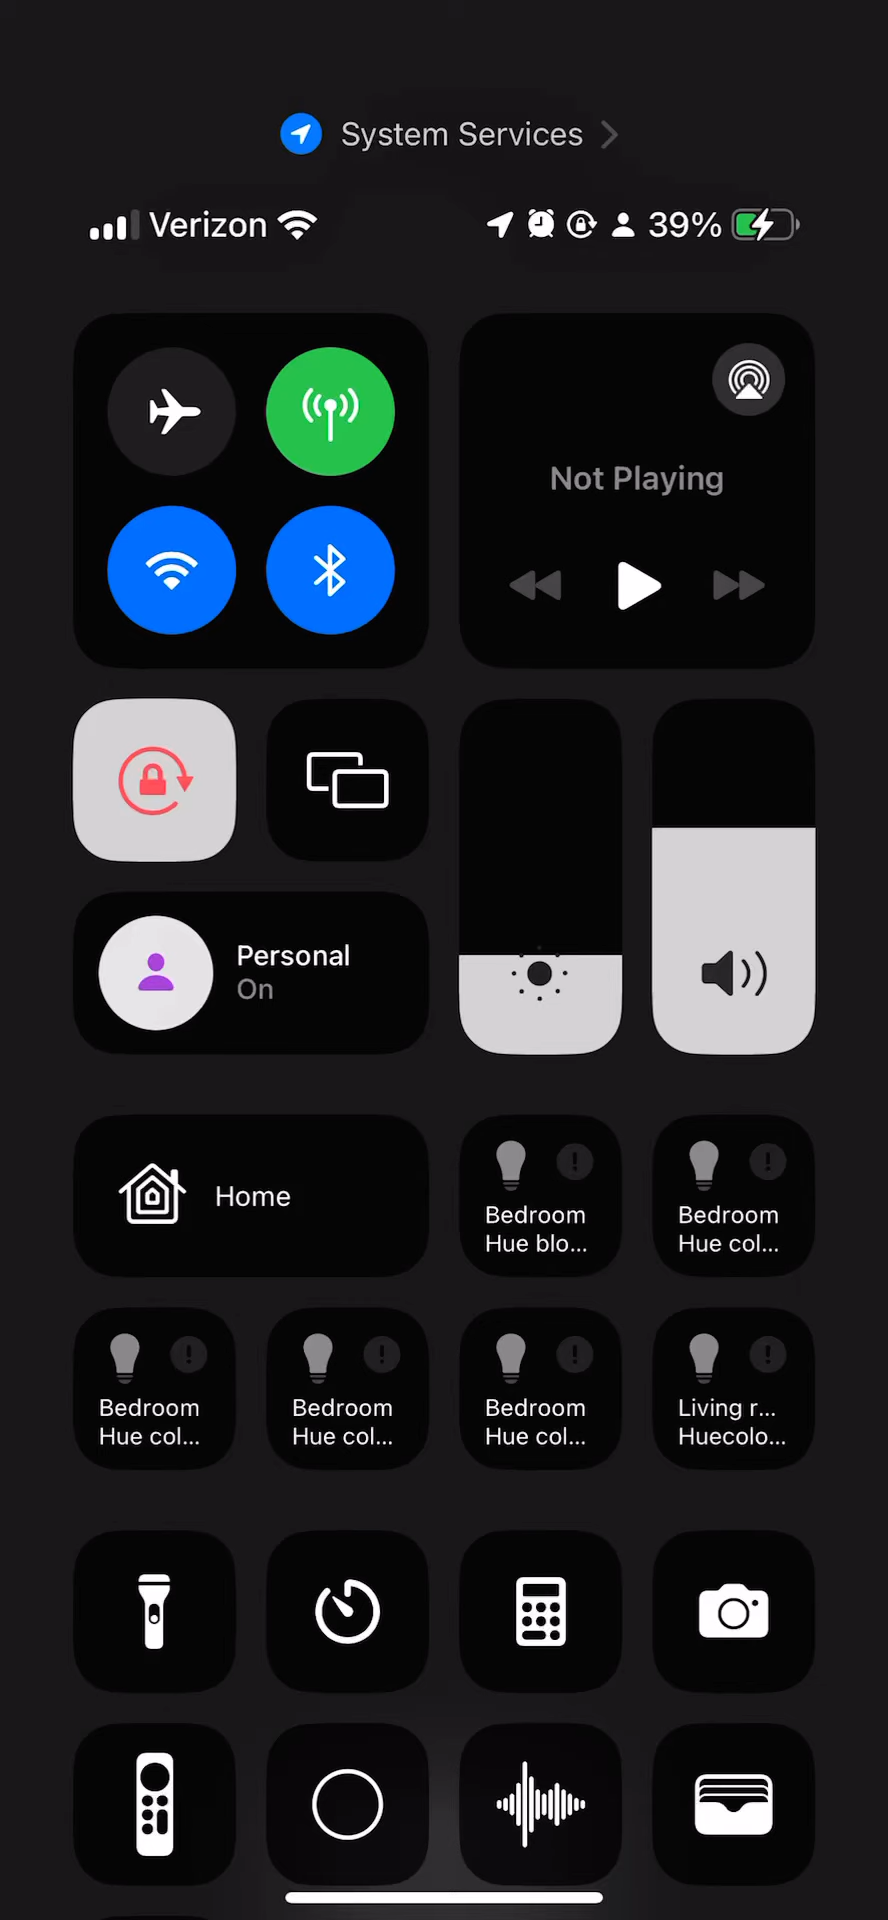 System Services
Verizon 39%
Not Playing
Personal
On
Home
Bedroom
Hue blo...
Bedroom
Hue col...
Bedroom
Hue col...
Bedroom
Hue col...
Bedroom
Hue col...
Living r...
Huecolo...